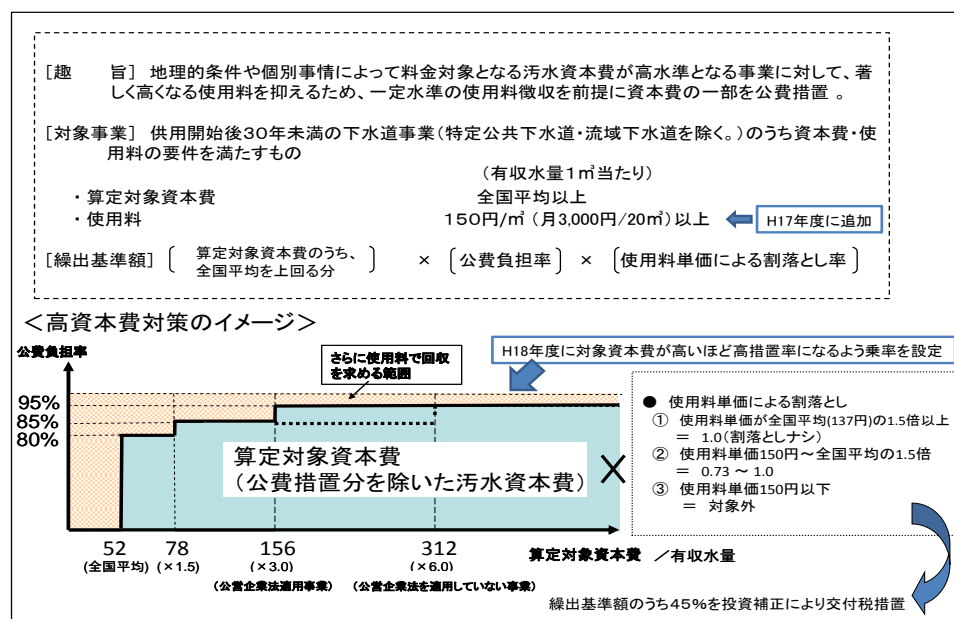 ［趣　　旨］ 地理的条件や個別事情によって料金対象となる汚水資本費が高水準となる事業に対して、著
しく高くなる使用料を抑えるため、一定水準の使用料徴収を前提に資本費の一部を公費措置 。
［対象事業］ 供用開始後30年未満の下水道事業（特定公共下水道・流域下水道を除く。）のうち資本費・使
用料の要件を満たすもの
（有収水量１㎥当たり）
・算定対象資本費　全国平均以上
・使用料　１５０円/㎥（月3,000円/20㎥）以上
H17年度に追加
［繰出基準額］
算定対象資本費のうち、
全国平均を上回る分
×
公費負担率
×
使用料単価による割落とし率
＜高資本費対策のイメージ＞
公費負担率
さらに使用料で回収
を求める範囲
H18年度に対象資本費が高いほど高措置率になるよう乗率を設定
95%
85%
80%
算定対象資本費
（公費措置分を除いた汚水資本費）
×
● 使用料単価による割落とし
① 使用料単価が全国平均(137円)の1.5倍以上
＝ 1.0（割落としナシ）
② 使用料単価150円～全国平均の1.5倍
＝ 0.73 ～ 1.0
③ 使用料単価150円以下
＝ 対象外
52 78 156 312
算定対象資本費 ／有収水量
(全国平均) (×1.5) (×3.0) (×6.0)
（公営企業法適用事業） （公営企業法を適用していない事業）
繰出基準額のうち45%を投資補正により交付税措置